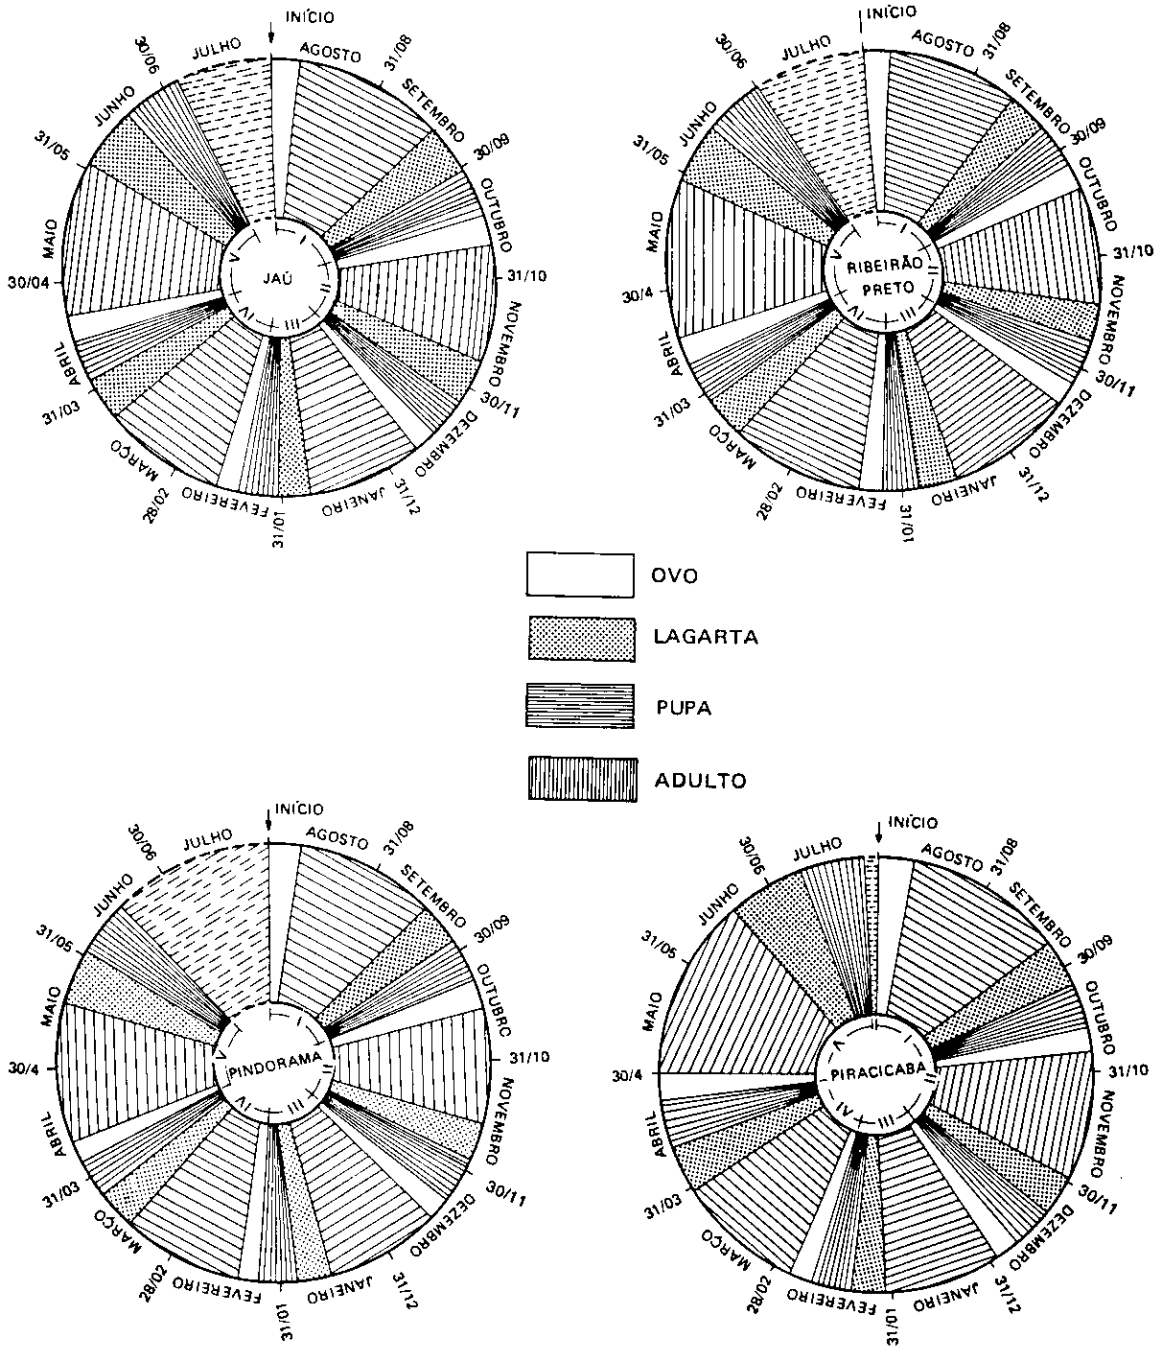 INÍCIO
AGOSTO
31/08
SETEMBRO
30/09
OUTUBRO
31/10
NOVEMBRO
30/11
DEZEMBRO
31/12
JANEIRO
31/01
FEVEREIRO
28/02
MARÇO
31/03
ABRIL
30/04
MAIO
31/05
JUNHO
30/06
JULHO
I
II
III
IV
V
JAÚ
INÍCIO
AGOSTO
31/08
SETEMBRO
30/09
OUTUBRO
31/10
NOVEMBRO
30/11
DEZEMBRO
31/12
JANEIRO
31/01
FEVEREIRO
28/02
MARÇO
31/03
ABRIL
30/4
MAIO
31/05
JUNHO
30/06
JULHO
I
II
III
IV
V
RIBEIRÃO
PRETO
OVO
LAGARTA
PUPA
ADULTO
INÍCIO
AGOSTO
31/08
SETEMBRO
30/09
OUTUBRC
31/10
NOVEMBRO
30/11
DEZEMBRO
31/12
JANEIRO
31/01
FEVEREIRO
28/02
MARÇO
31/03
ABRIL
30/4
MAIO
31/05
JUNHO
30/06
JULHO
I
II
III
IV
V
PINDORAMA
INÍCIO
AGOSTO
31/08
SETEMBRO
30/09
OUTUBRO
31/10
NOVEMBRO
30/11
DEZEMBRO
31/12
JANEIRO
31/01
FEVEREIRO
28/02
MARÇO
31/03
ABRIL
30/4
MAIO
31/05
JUNHO
30/06
JULHO
I
II
III
IV
V
PIRACICABA